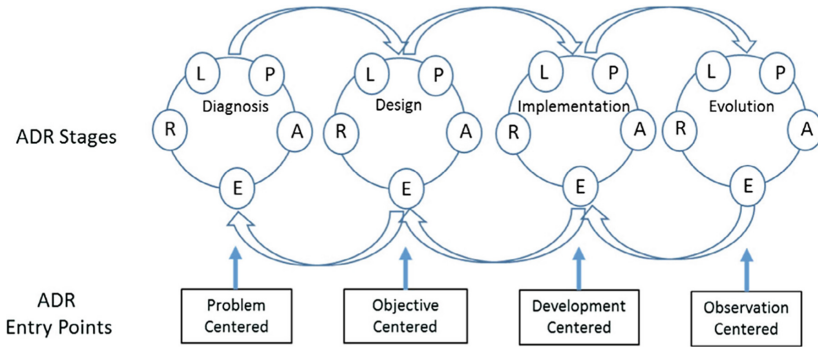 L P L P L P L P
Diagnosis Design Implementation Evolution
ADR Stages R A R A R A R A
E E E E
ADR
Entry Points
Problem
Centered
Objective
Centered
Development
Centered
Observation
Centered